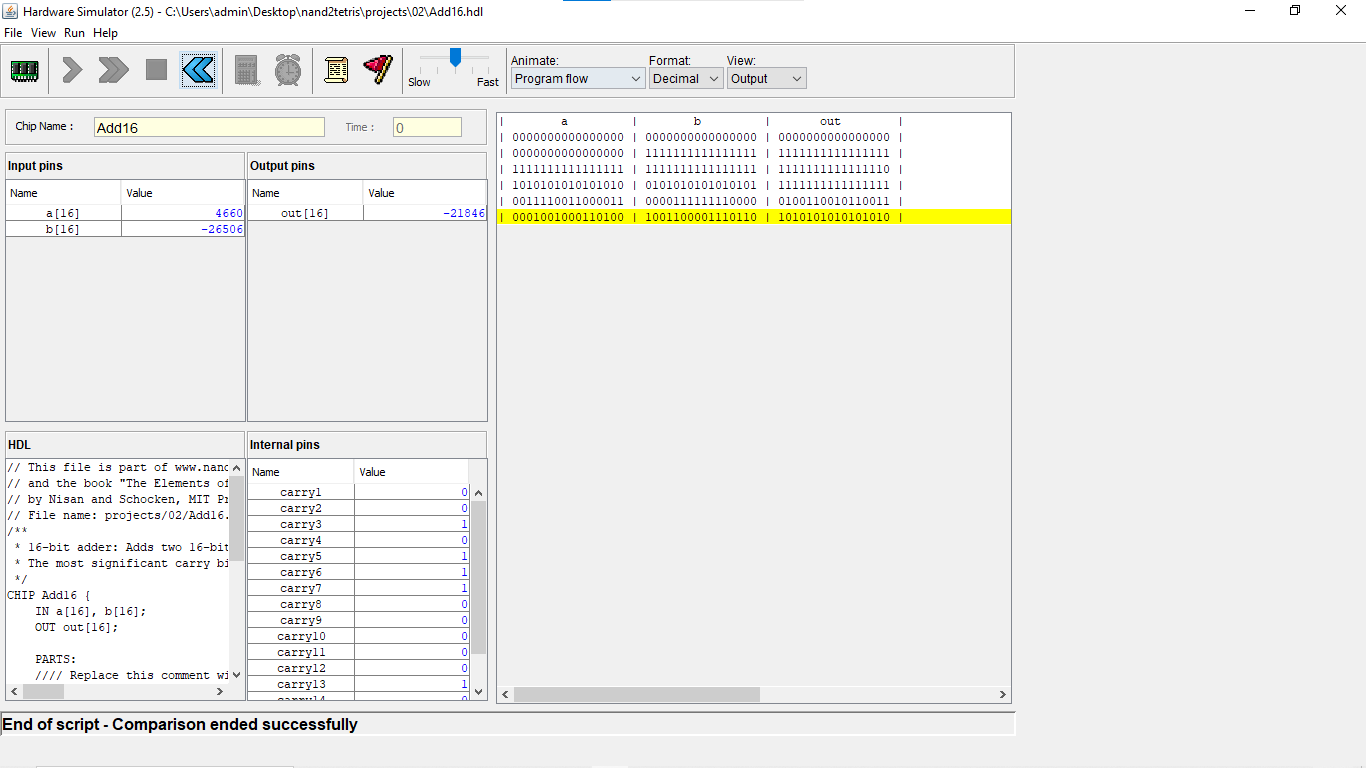 Hardware Simulator (2.5) - C:\Users\admin\Desktop\nand2tetris\projects\02\Add16.hdl
File View Run Help
Slow Fast
Animate: Format: View:
Program flow Decimal Output
Chip Name : Add16 Time : 0
Input pins
Name Value
a[16] 4660
b[16] -26506
Output pins
Name Value
out[16] -21846
HDL
// This file is part of www.nand
// and the book "The Elements of
// by Nisan and Schocken, MIT Pr
// File name: projects/02/Add16.
/**
* 16-bit adder: Adds two 16-bit
* The most significant carry bi
*/
CHIP Add16 {
IN a[16], b[16];
OUT out[16];
PARTS:
//// Replace this comment wi
Internal pins
Name Value
carry1 0
carry2 0
carry3 1
carry4 0
carry5 1
carry6 1
carry7 1
carry8 0
carry9 0
carry10 0
carry11 0
carry12 0
carry13 1
carry14 0
| a | b | out |
| 0000000000000000 | 0000000000000000 | 0000000000000000 |
| 0000000000000000 | 1111111111111111 | 1111111111111111 |
| 1111111111111111 | 1111111111111111 | 1111111111111110 |
| 1010101010101010 | 0101010101010101 | 1111111111111111 |
| 0011110011000011 | 0000111111110000 | 0100110010110011 |
| 0001001000110100 | 1001100001110110 | 1010101010101010 |
End of script - Comparison ended successfully